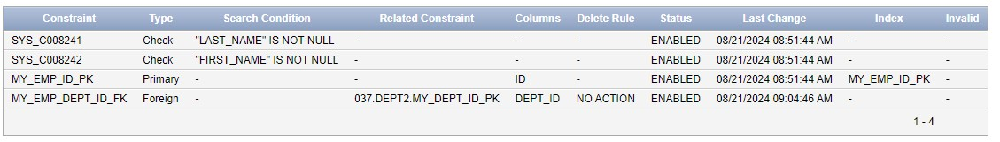 Constraint Type Search Condition Related Constraint Columns Delete Rule Status Last Change Index Invalid
SYS_C008241 Check "LAST_NAME" IS NOT NULL - - - ENABLED 08/21/2024 08:51:44 AM - -
SYS_C008242 Check "FIRST_NAME" IS NOT NULL - - - ENABLED 08/21/2024 08:51:44 AM - -
MY_EMP_ID_PK Primary - - ID - ENABLED 08/21/2024 08:51:44 AM MY_EMP_ID_PK -
MY_EMP_DEPT_ID_FK Foreign - 037.DEPT2.MY_DEPT_ID_PK DEPT_ID NO ACTION ENABLED 08/21/2024 09:04:46 AM - -
1 - 4